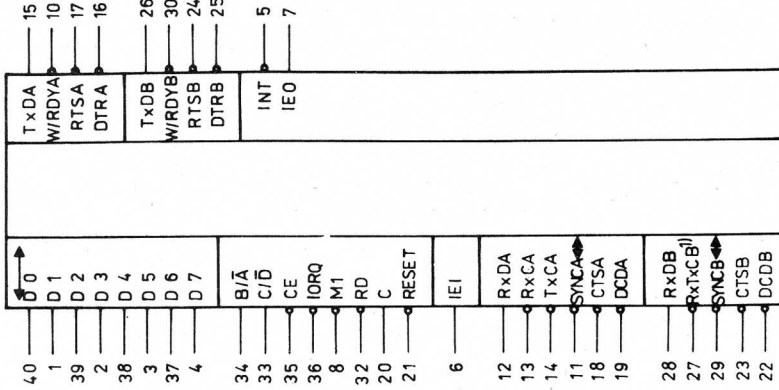 TxDA 15
W/RDYA 10
RTSA 17
DTRA 16
TxDB 26
W/RDYB 30
RTSB 24
DTRB 25
INT 5
IEO 7
40 D0
1 D1
39 D2
2 D3
38 D4
3 D5
37 D6
4 D7
34 B/Ā
33 C/D̄
35 CE
36 IORQ
8 M1
32 RD
20 C
21 RESET
6 IEI
12 RxDA
13 RxCA
14 TxCA
11 SYNCA
18 CTSA
19 DCDA
28 RxDB
27 RxTxCB¹⁾
29 SYNCB
23 CTSB
22 DCDB